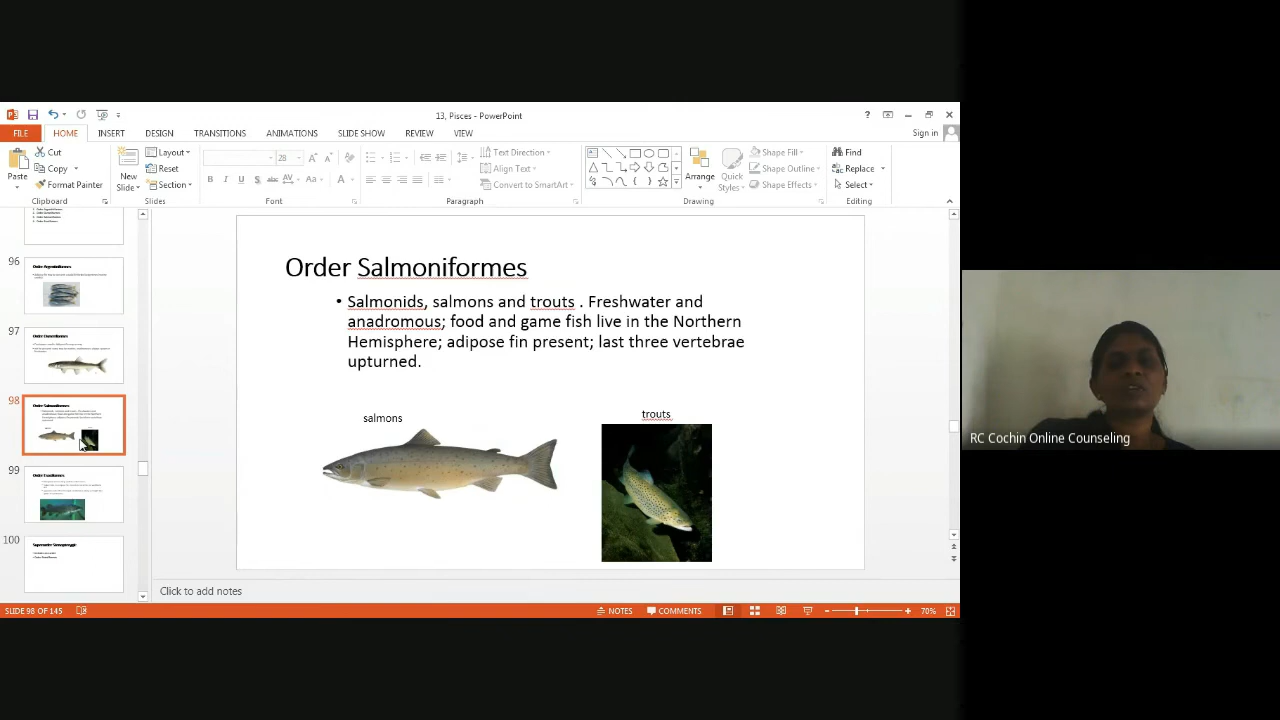 13, Pisces - PowerPoint
Sign in
FILE HOME INSERT DESIGN TRANSITIONS ANIMATIONS SLIDE SHOW REVIEW VIEW
Paste
Cut
Copy
Format Painter
Clipboard
New
Slide
Layout
Reset
Section
Slides
28
B I U S abc AV Aa A
Font
Text Direction
Align Text
Convert to SmartArt
Paragraph
Arrange
Quick
Styles
Shape Fill
Shape Outline
Shape Effects
Drawing
Find
Replace
Select
Editing
96
97
98
99
100
Order Salmoniformes
• Salmonids, salmons and trouts . Freshwater and
anadromous; food and game fish live in the Northern
Hemisphere; adipose fin present; last three vertebrae
upturned.
salmons
trouts
Click to add notes
SLIDE 98 OF 145
NOTES COMMENTS
70%
RC Cochin Online Counseling